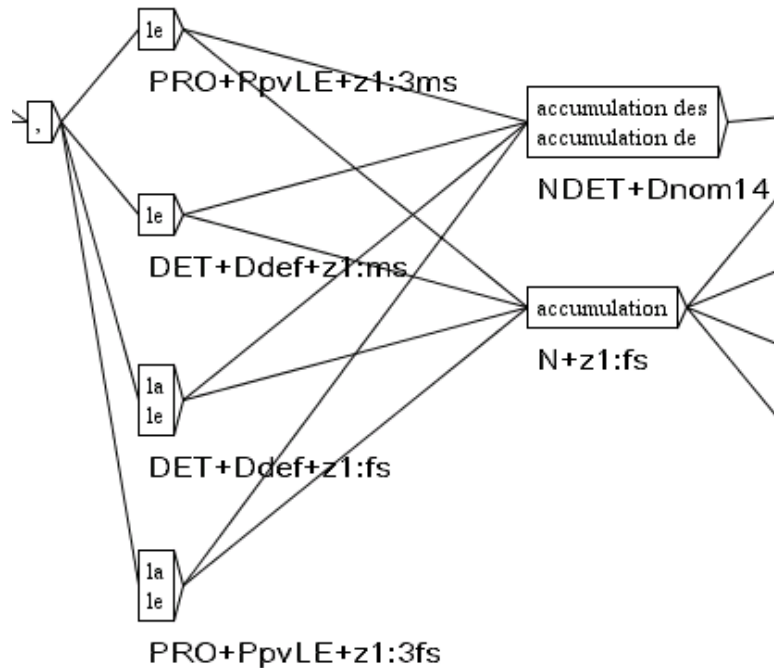 le
PRO+PpvLE+z1:3ms
,
accumulation des
accumulation de
NDET+Dnom14
le
DET+Ddef+z1:ms
accumulation
N+z1:fs
la
le
DET+Ddef+z1:fs
la
le
PRO+PpvLE+z1:3fs